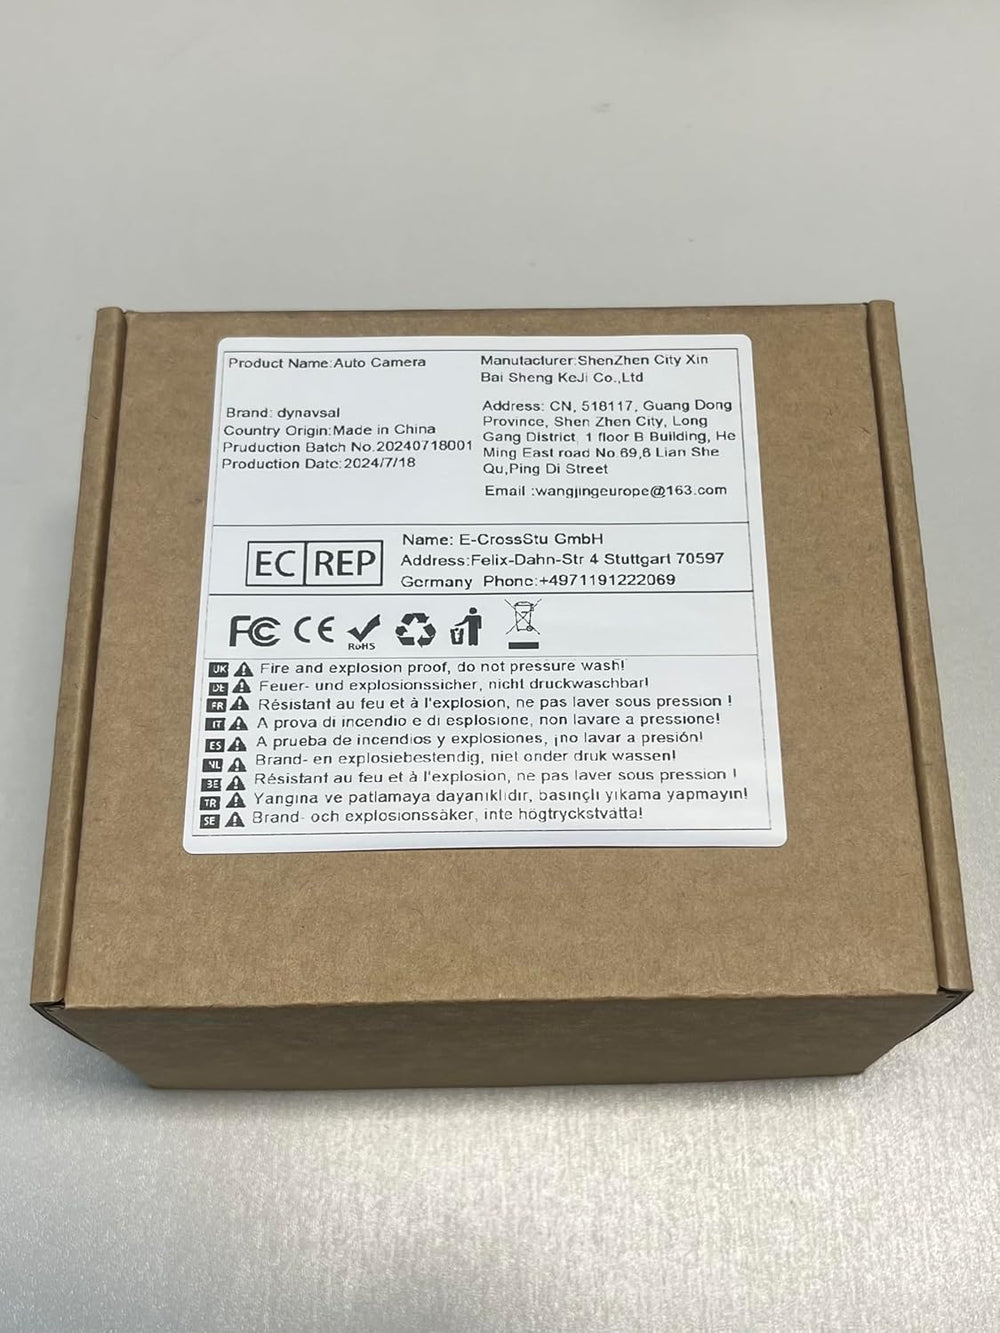 Product Name:Auto Camera
Brand: dynavsal
Country Origin:Made in China
Pruduction Batch No.20240718001
Production Date:2024/7/18
Manufacturer:ShenZhen City Xin
Bai Sheng KeJi Co.,Ltd
Address: CN, 518117, Guang Dong
Province, Shen Zhen City, Long
Gang District, 1 floor B Building, He
Ming East road No.69,6 Lian She
Qu,Ping Di Street
Email :wangjingeurope@163.com
EC REP
Name: E-CrossStu GmbH
Address:Felix-Dahn-Str 4 Stuttgart 70597
Germany Phone:+4971191222069
FC CE RoHS
UK Fire and explosion proof, do not pressure wash!
DE Feuer- und explosionssicher, nicht druckwaschbar!
FR Résistant au feu et à l'explosion, ne pas laver sous pression !
IT A prova di incendio e di esplosione, non lavare a pressione!
ES A prueba de incendios y explosiones, ¡no lavar a presión!
NL Brand- en explosiebestendig, niet onder druk wassen!
BE Résistant au feu et à l'explosion, ne pas laver sous pression !
TR Yangına ve patlamaya dayanıklıdır, basınçlı yıkama yapmayın!
SE Brand- och explosionssäker, inte högtryckstvätta!